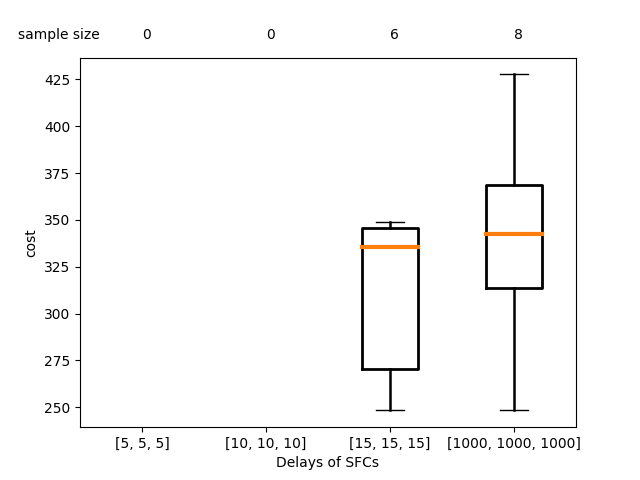 sample size 0 0 6 8
425
400
375
350
325
300
275
250
cost
[5, 5, 5] [10, 10, 10] [15, 15, 15] [1000, 1000, 1000]
Delays of SFCs